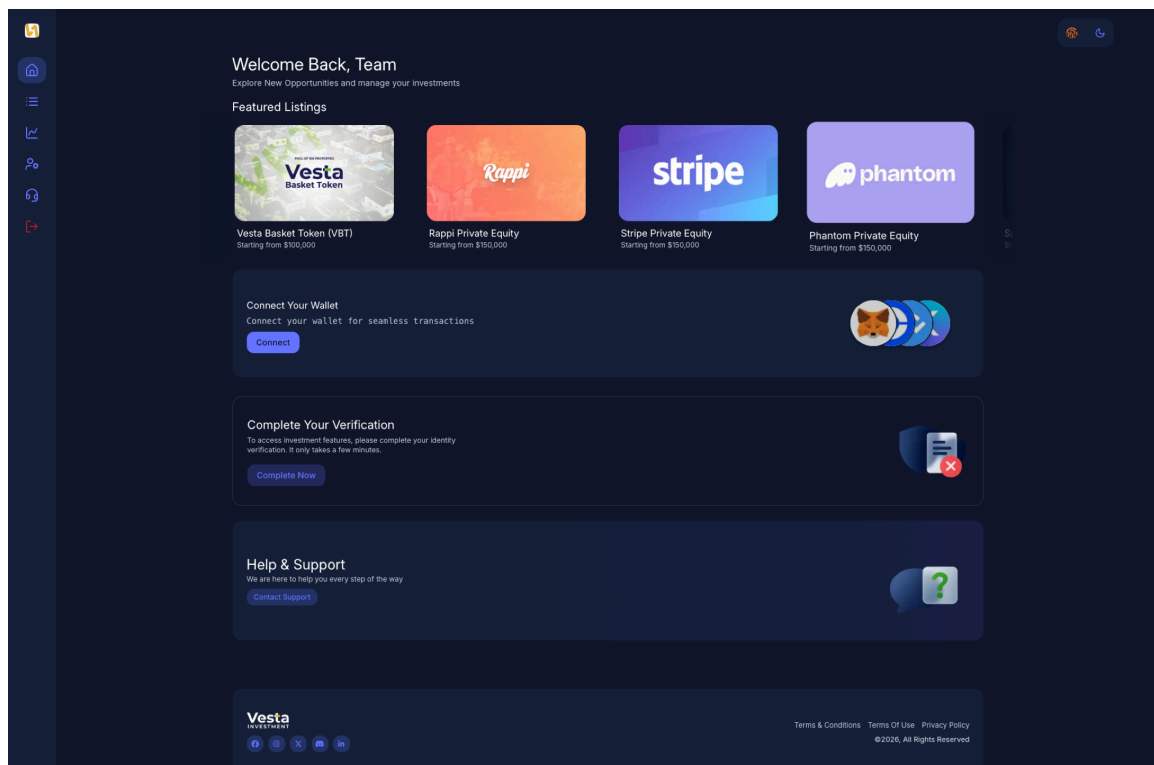 Welcome Back, Team
Explore New Opportunities and manage your investments
Featured Listings
POOL OF 100 PROPERTIES
Vesta
Basket Token
Rappi
stripe
phantom
Vesta Basket Token (VBT)
Starting from $100,000
Rappi Private Equity
Starting from $150,000
Stripe Private Equity
Starting from $150,000
Phantom Private Equity
Starting from $150,000
Connect Your Wallet
Connect your wallet for seamless transactions
Connect
Complete Your Verification
To access investment features, please complete your identity
verification. It only takes a few minutes.
Complete Now
Help & Support
We are here to help you every step of the way
Contact Support
?
Vesta
INVESTMENT
Terms & Conditions Terms Of Use Privacy Policy
©2026, All Rights Reserved